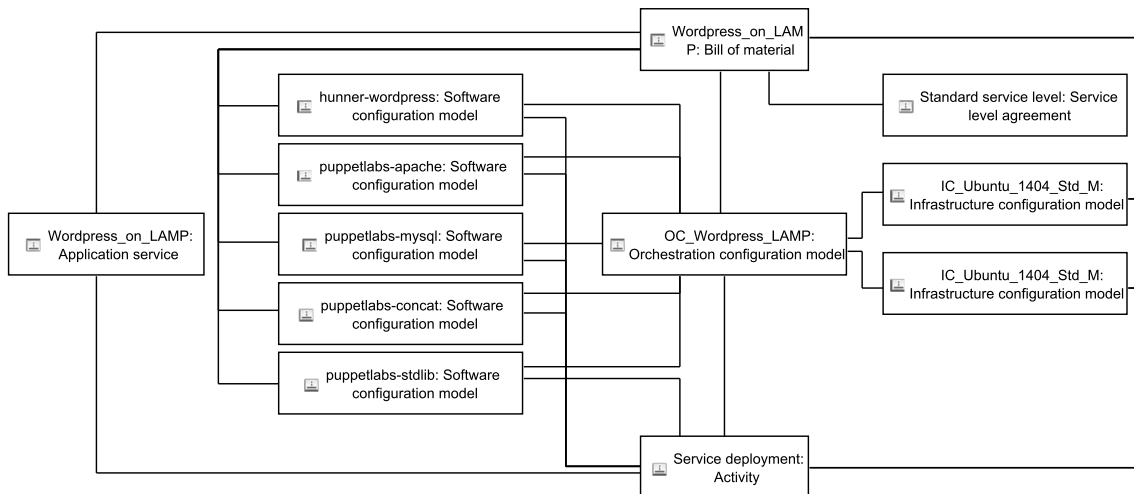 Wordpress_on_LAM
P: Bill of material
hunner-wordpress: Software
configuration model
Standard service level: Service
level agreement
puppetlabs-apache: Software
configuration model
IC_Ubuntu_1404_Std_M:
Infrastructure configuration model
Wordpress_on_LAMP:
Application service
puppetlabs-mysql: Software
configuration model
OC_Wordpress_LAMP:
Orchestration configuration model
IC_Ubuntu_1404_Std_M:
Infrastructure configuration model
puppetlabs-concat: Software
configuration model
puppetlabs-stdlib: Software
configuration model
Service deployment:
Activity